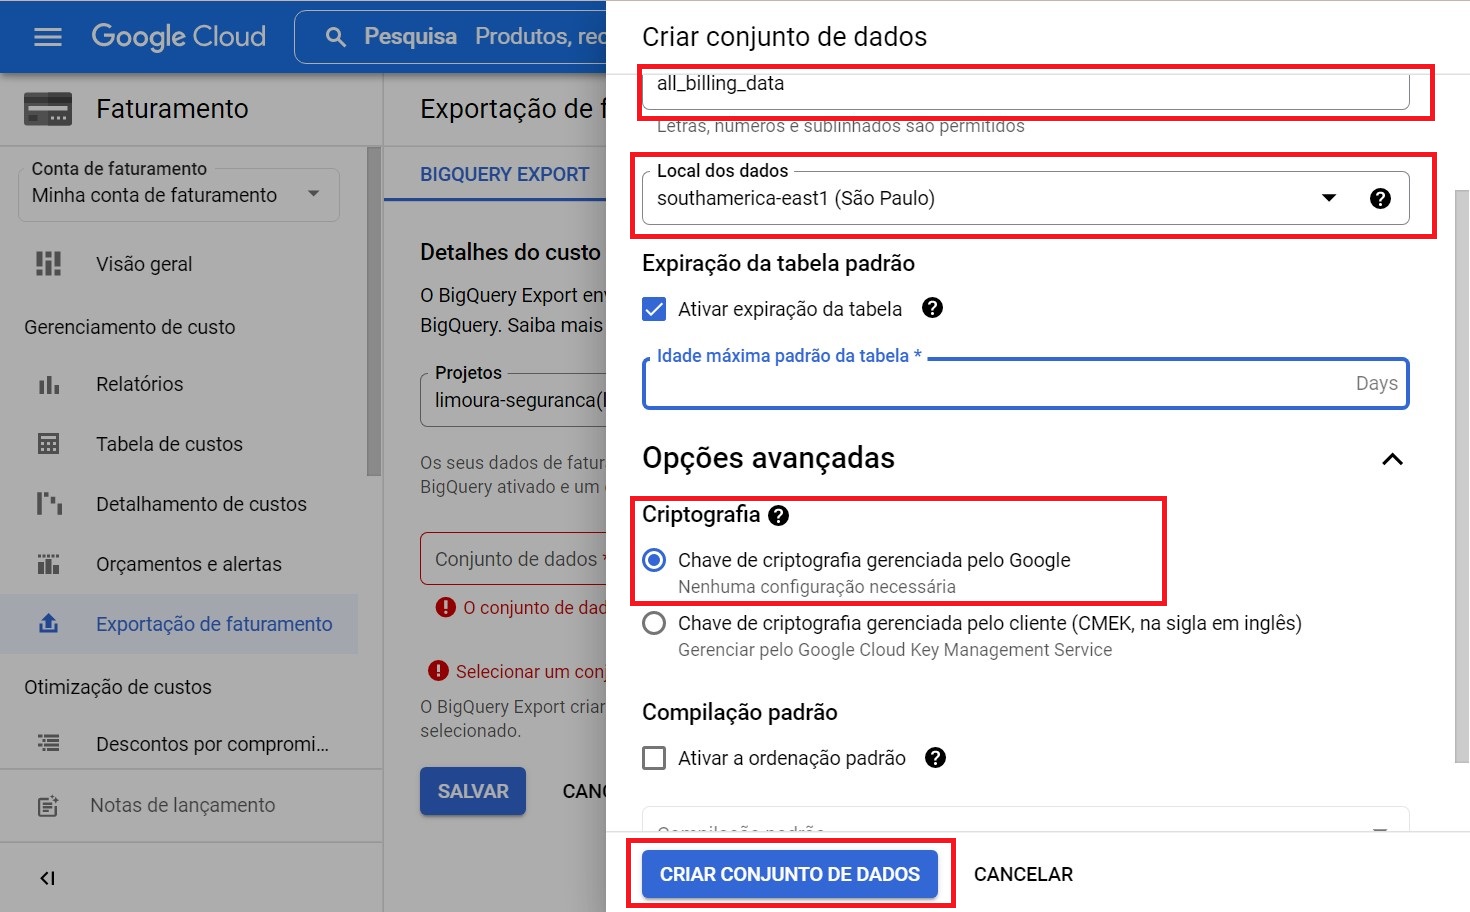 Google Cloud
Pesquisa Produtos, rec
Faturamento
Conta de faturamento
Minha conta de faturamento
Visão geral
Gerenciamento de custo
Relatórios
Tabela de custos
Detalhamento de custos
Orçamentos e alertas
Exportação de faturamento
Otimização de custos
Descontos por compromi...
Notas de lançamento
Exportação de f
BIGQUERY EXPORT
Detalhes do custo
O BigQuery Export en
BigQuery. Saiba mais
Projetos
limoura-seguranca(
Os seus dados de fatur
BigQuery ativado e um
Conjunto de dados *
O conjunto de dad
Selecionar um conj
O BigQuery Export criar
selecionado.
SALVAR CANC
Criar conjunto de dados
all_billing_data
Letras, números e sublinhados são permitidos
Local dos dados
southamerica-east1 (São Paulo)
Expiração da tabela padrão
Ativar expiração da tabela
Idade máxima padrão da tabela *
Days
Opções avançadas
Criptografia
Chave de criptografia gerenciada pelo Google
Nenhuma configuração necessária
Chave de criptografia gerenciada pelo cliente (CMEK, na sigla em inglês)
Gerenciar pelo Google Cloud Key Management Service
Compilação padrão
Ativar a ordenação padrão
Compilação padrão
CRIAR CONJUNTO DE DADOS CANCELAR